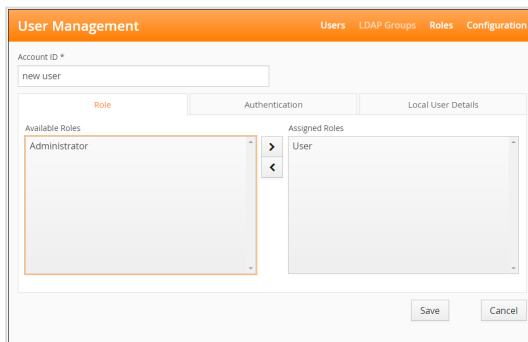 User Management
Users LDAP Groups Roles Configuration
Account ID *
new user
Role Authentication Local User Details
Available Roles Assigned Roles
Administrator User
Save Cancel